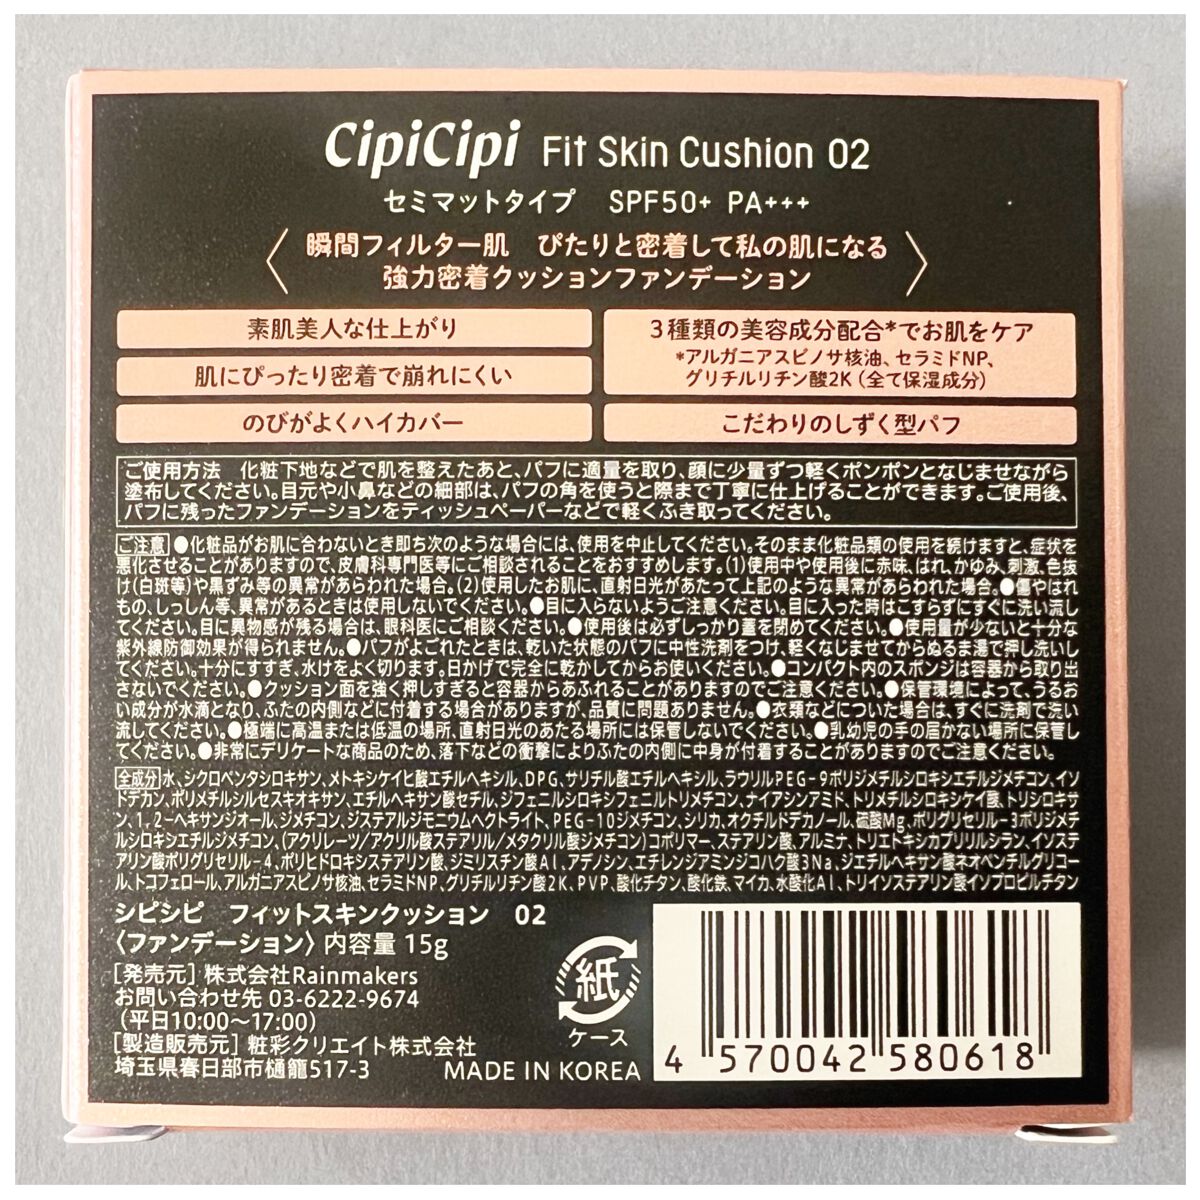 CipiCipi Fit Skin Cushion 02
セミマットタイプ SPF50+ PA+++
瞬間フィルター肌 ぴたりと密着して私の肌になる
強力密着クッションファンデーション
素肌美人な仕上がり
肌にぴったり密着で崩れにくい
のびがよくハイカバー
3種類の美容成分配合*でお肌をケア
*アルガニアスピノサ核油、セラミドNP、
グリチルリチン酸2K(全て保湿成分)
こだわりのしずく型パフ
ご使用方法 化粧下地などで肌を整えたあと、パフに適量を取り、顔に少量ずつ軽くポンポンとなじませながら
塗布してください。目元や小鼻などの細部は、パフの角を使うと際まで丁寧に仕上げることができます。ご使用後、
パフに残ったファンデーションをティッシュペーパーなどで軽くふき取ってください。
ご注意 ●化粧品がお肌に合わないとき即ち次のような場合には、使用を中止してください。そのまま化粧品類の使用を続けますと、症状を
悪化させることがありますので、皮膚科専門医等にご相談されることをおすすめします。(1)使用中や使用後に赤味、はれ、かゆみ、刺激、色抜
け(白斑等)や黒ずみ等の異常があらわれた場合。(2)使用したお肌に、直射日光があたって上記のような異常があらわれた場合。●傷やはれ
もの、しっしん等、異常があるときは使用しないでください。●目に入らないようご注意ください。目に入った時はこすらずにすぐに洗い流し
てください。目に異物感が残る場合は、眼科医にご相談ください。●使用後は必ずしっかり蓋を閉めてください。●使用量が少ないと十分な
紫外線防御効果が得られません。●パフがよごれたときは、乾いた状態のパフに中性洗剤をつけ、軽くなじませてからぬるま湯で押し洗いし
てください。十分にすすぎ、水けをよく切ります。日かげで完全に乾かしてからお使いください。●コンパクト内のスポンジは容器から取り出
さないでください。●クッション面を強く押しすぎると容器からあふれることがありますのでご注意ください。●保管環境によって、うるお
い成分が水滴となり、ふたの内側などに付着する場合がありますが、品質に問題ありません。●衣類などについた場合は、すぐに洗剤で洗い
流してください。●極端に高温または低温の場所、直射日光のあたる場所には保管しないでください。●乳幼児の手の届かない場所に保管し
てください。●非常にデリケートな商品のため、落下などの衝撃によりふたの内側に中身が付着することがありますのでご注意ください。
全成分 水、シクロペンタシロキサン、メトキシケイヒ酸エチルヘキシル、DPG、サリチル酸エチルヘキシル、ラウリルPEG-9ポリジメチルシロキシエチルジメチコン、イソ
ドデカン、ポリメチルシルセスキオキサン、エチルヘキサン酸セチル、ジフェニルシロキシフェニルトリメチコン、ナイアシンアミド、トリメチルシロキシケイ酸、トリシロキサ
ン、1,2-ヘキサンジオール、ジメチコン、ジステアルジモニウムヘクトライト、PEG-10ジメチコン、シリカ、オクチルドデカノール、硫酸Mg、ポリグリセリル-3ポリジメ
チルシロキシエチルジメチコン、(アクリレーツ/アクリル酸ステアリル/メタクリル酸ジメチコン)コポリマー、ステアリン酸、アルミナ、トリエトキシカプリリルシラン、イソステ
アリン酸ポリグリセリル-4、ポリヒドロキシステアリン酸、ジミリスチン酸Al、アデノシン、エチレンジアミンジコハク酸3Na、ジエチルヘキサン酸ネオペンチルグリコー
ル、トコフェロール、アルガニアスピノサ核油、セラミドNP、グリチルリチン酸2K、PVP、酸化チタン、酸化鉄、マイカ、水酸化Al、トリイソステアリン酸イソプロピルチタン
シピシピ フィットスキンクッション 02
〈ファンデーション〉内容量 15g
[発売元] 株式会社Rainmakers
お問い合わせ先 03-6222-9674
(平日10:00~17:00)
[製造販売元] 粧彩クリエイト株式会社
埼玉県春日部市樋籠517-3
MADE IN KOREA
紙
ケース
4 570042 580618